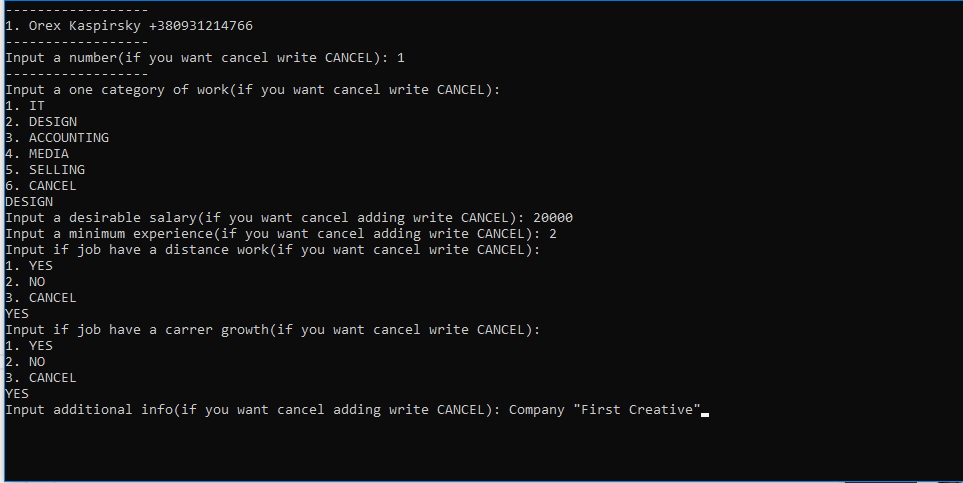 ------------------
1. Orex Kaspirsky +380931214766
------------------
Input a number(if you want cancel write CANCEL): 1
------------------
Input a one category of work(if you want cancel write CANCEL):
1. IT
2. DESIGN
3. ACCOUNTING
4. MEDIA
5. SELLING
6. CANCEL
DESIGN
Input a desirable salary(if you want cancel adding write CANCEL): 20000
Input a minimum experience(if you want cancel adding write CANCEL): 2
Input if job have a distance work(if you want cancel write CANCEL):
1. YES
2. NO
3. CANCEL
YES
Input if job have a carrer growth(if you want cancel write CANCEL):
1. YES
2. NO
3. CANCEL
YES
Input additional info(if you want cancel adding write CANCEL): Company "First Creative"